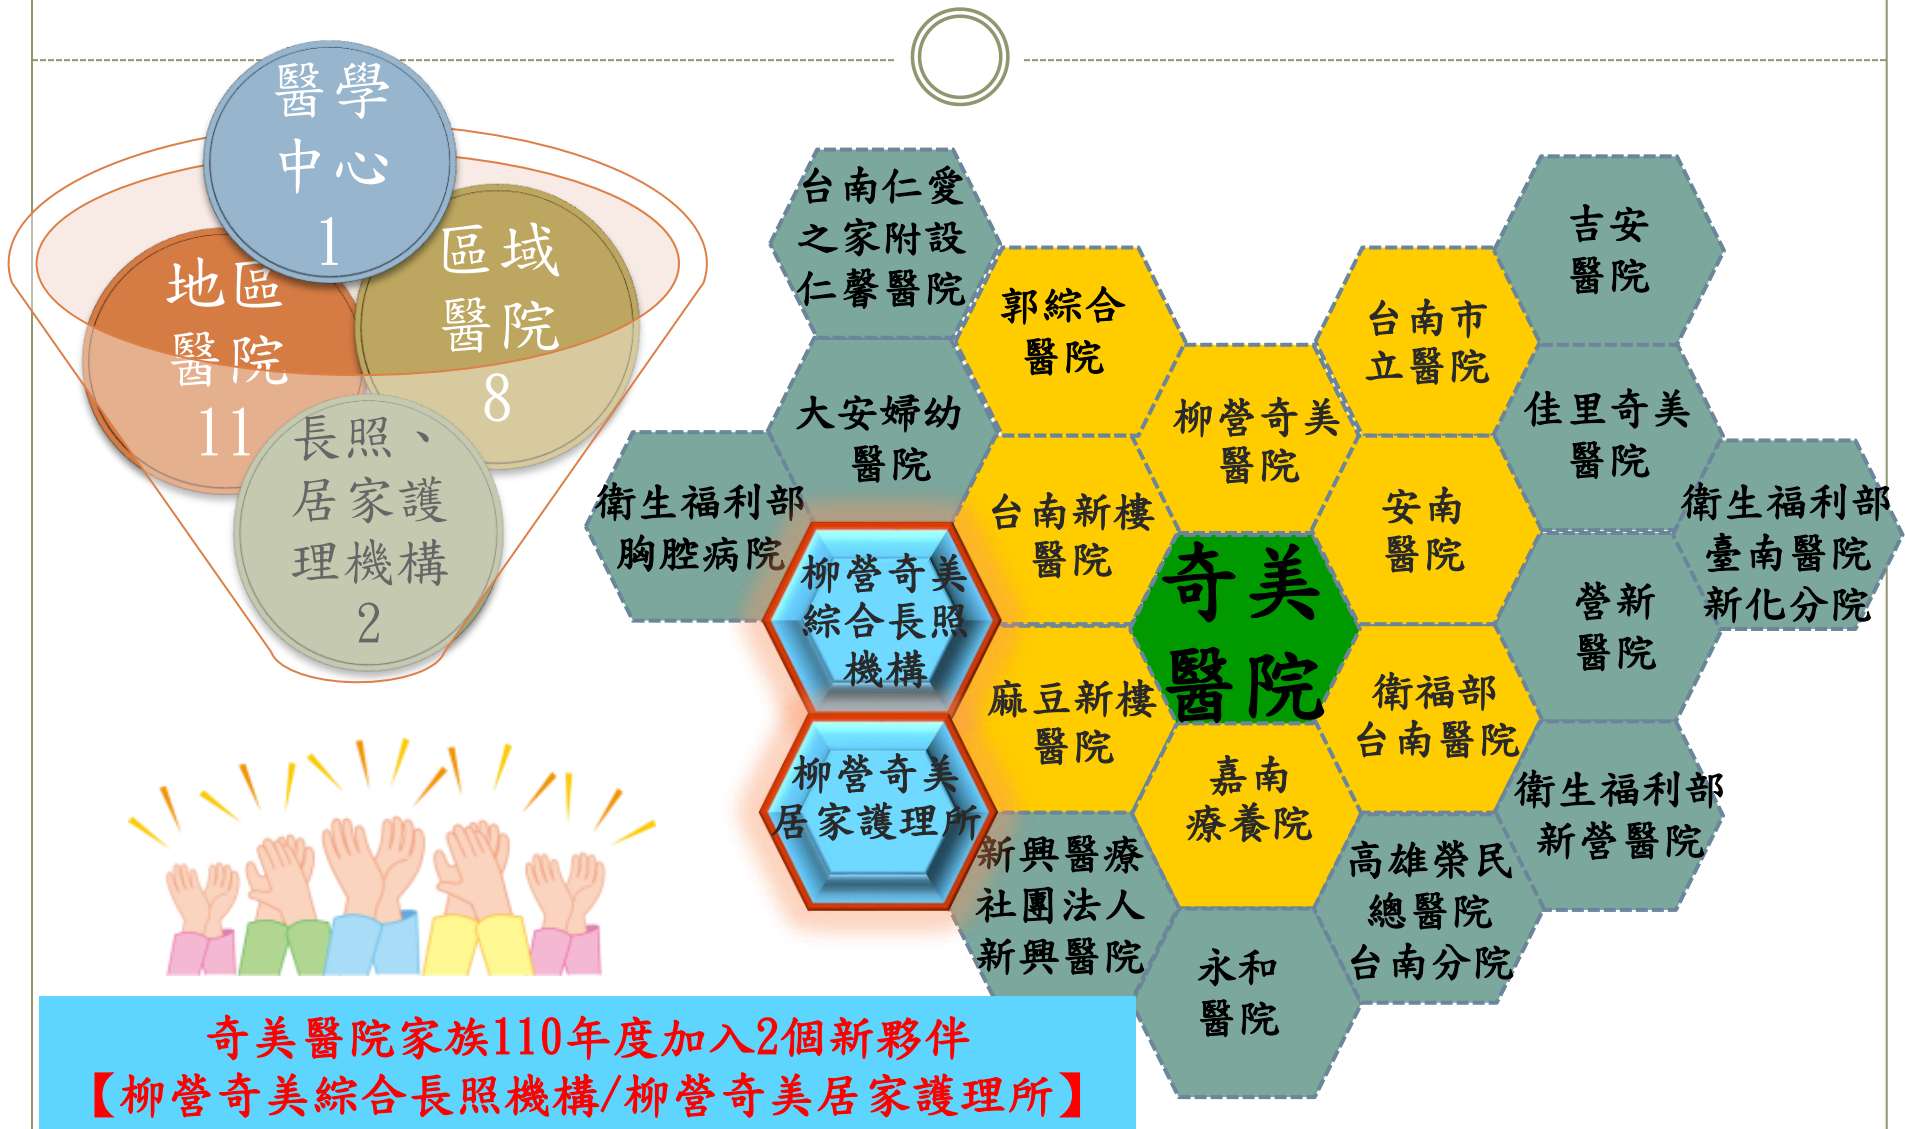 醫學
中心
1
地區
醫院
11
區域
醫院
8
長照、
居家護
理機構
2
台南仁愛
之家附設
仁馨醫院
郭綜合
醫院
台南市
立醫院
吉安
醫院
大安婦幼
醫院
柳營奇美
醫院
佳里奇美
醫院
衛生福利部
胸腔病院
台南新樓
醫院
安南
醫院
衛生福利部
臺南醫院
新化分院
柳營奇美
綜合長照
機構
奇美
醫院
營新
醫院
麻豆新樓
醫院
衛福部
台南醫院
柳營奇美
居家護理所
嘉南
療養院
衛生福利部
新營醫院
新興醫療
社團法人
新興醫院
高雄榮民
總醫院
台南分院
永和
醫院
奇美醫院家族110年度加入2個新夥伴
【柳營奇美綜合長照機構/柳營奇美居家護理所】